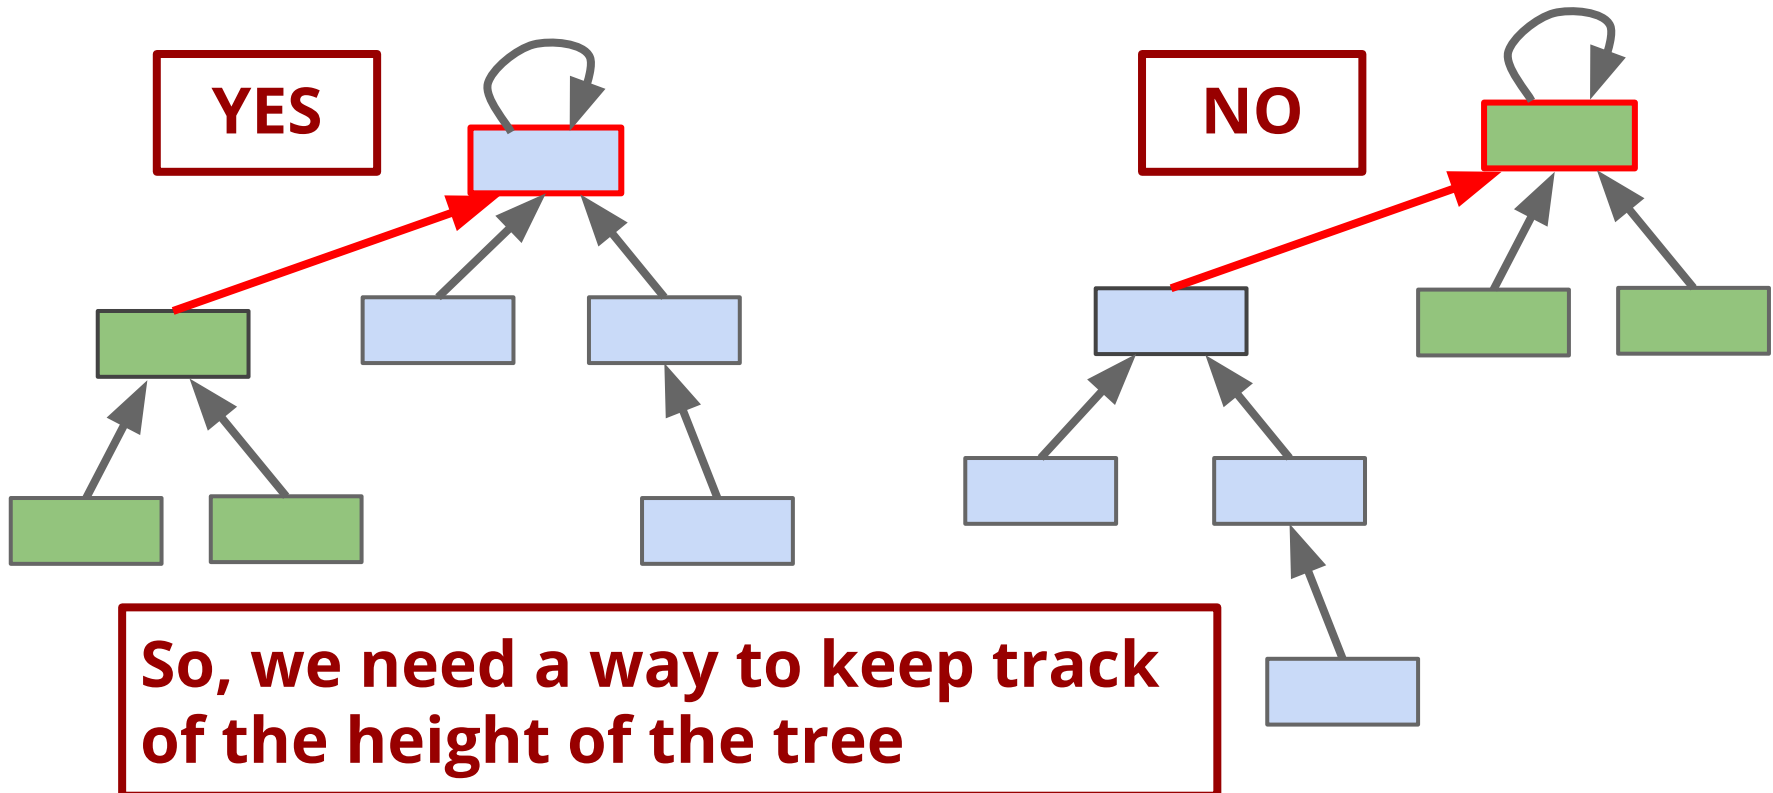 YES
NO
So, we need a way to keep track
of the height of the tree